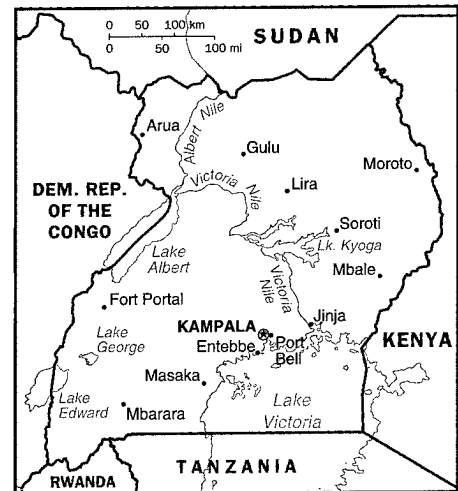 0 50 100 km
0 50 100 mi
SUDAN
Arua
Albert Nile
Gulu
Moroto
Victoria Nile
Lira
DEM. REP.
OF THE
CONGO
Soroti
Lk. Kyoga
Lake
Albert
Mbale
Victoria
Nile
Fort Portal
Jinja
KAMPALA
Port
Bell
KENYA
Lake
George
Entebbe
Masaka
Lake
Edward
Mbarara
Lake
Victoria
TANZANIA
RWANDA